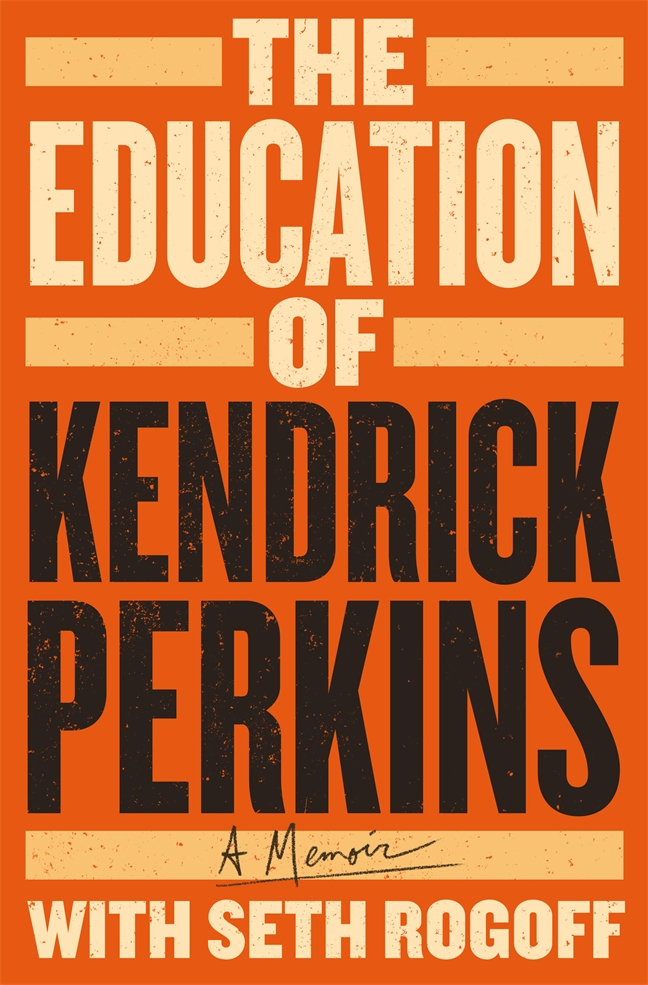 THE
EDUCATION
OF
KENDRICK
PERKINS
A Memoir
WITH SETH ROGOFF